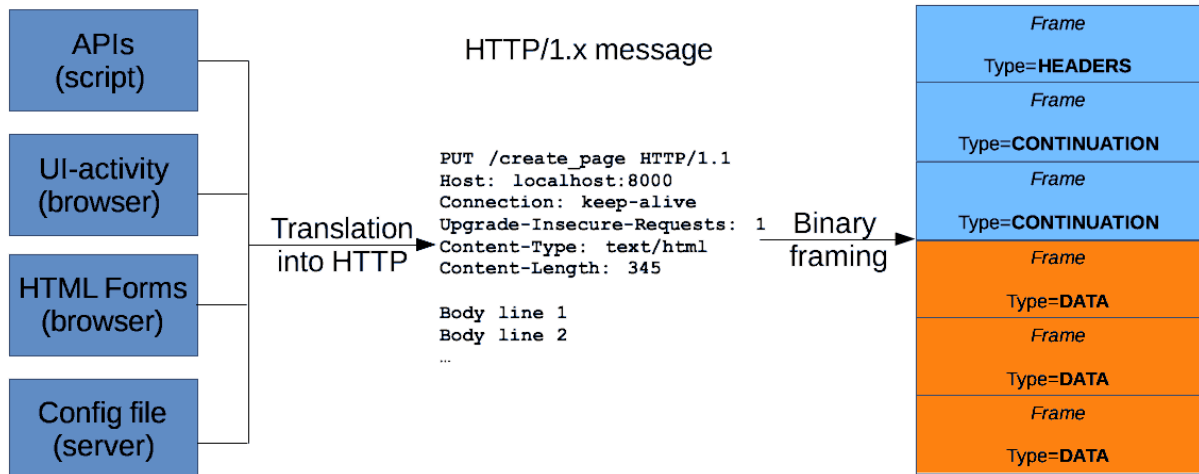 APIs
(script)
UI-activity
(browser)
HTML Forms
(browser)
Config file
(server)
Translation
into HTTP
HTTP/1.x message
PUT /create_page HTTP/1.1
Host: localhost:8000
Connection: keep-alive
Upgrade-Insecure-Requests: 1
Content-Type: text/html
Content-Length: 345
Body line 1
Body line 2
…
Binary
framing
Frame
Type=HEADERS
Frame
Type=CONTINUATION
Frame
Type=CONTINUATION
Frame
Type=DATA
Frame
Type=DATA
Frame
Type=DATA